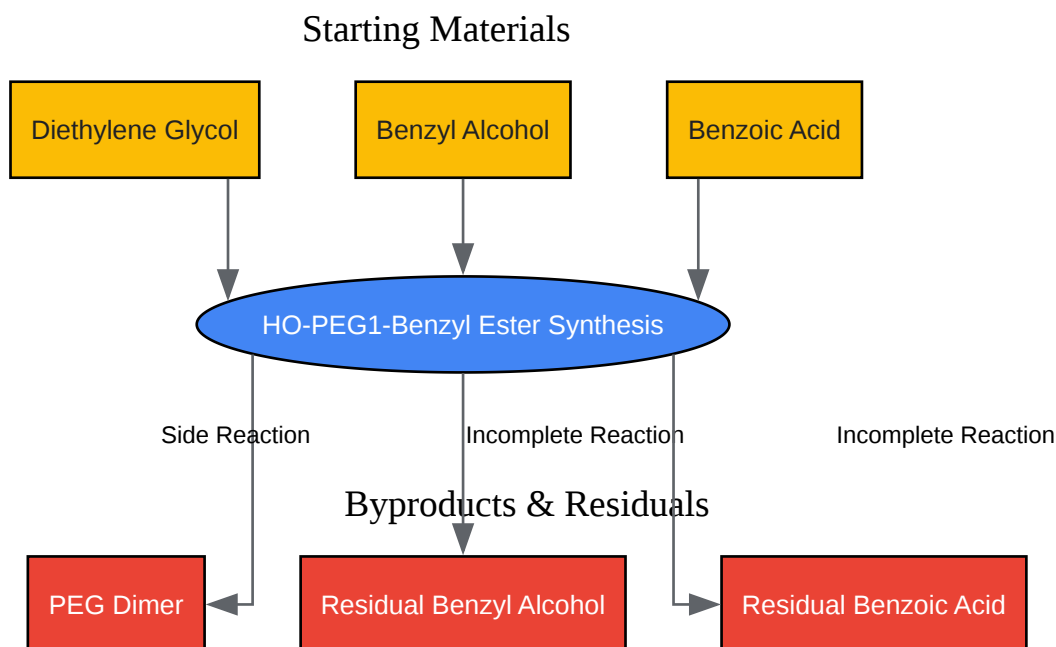 Starting Materials
Diethylene Glycol
Benzyl Alcohol
Benzoic Acid
HO-PEG1-Benzyl Ester Synthesis
Side Reaction
Incomplete Reaction
Incomplete Reaction
Byproducts & Residuals
PEG Dimer
Residual Benzyl Alcohol
Residual Benzoic Acid